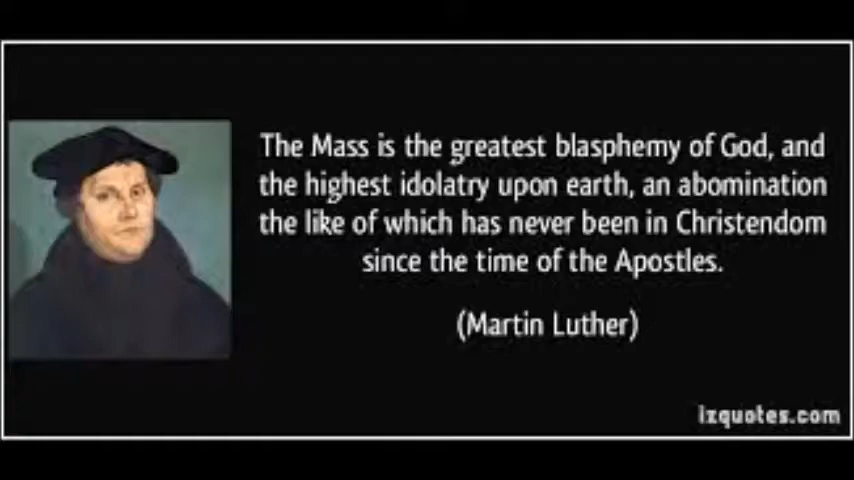 The Mass is the greatest blasphemy of God, and
the highest idolatry upon earth, an abomination
the like of which has never been in Christendom
since the time of the Apostles.
(Martin Luther)
izquotes.com